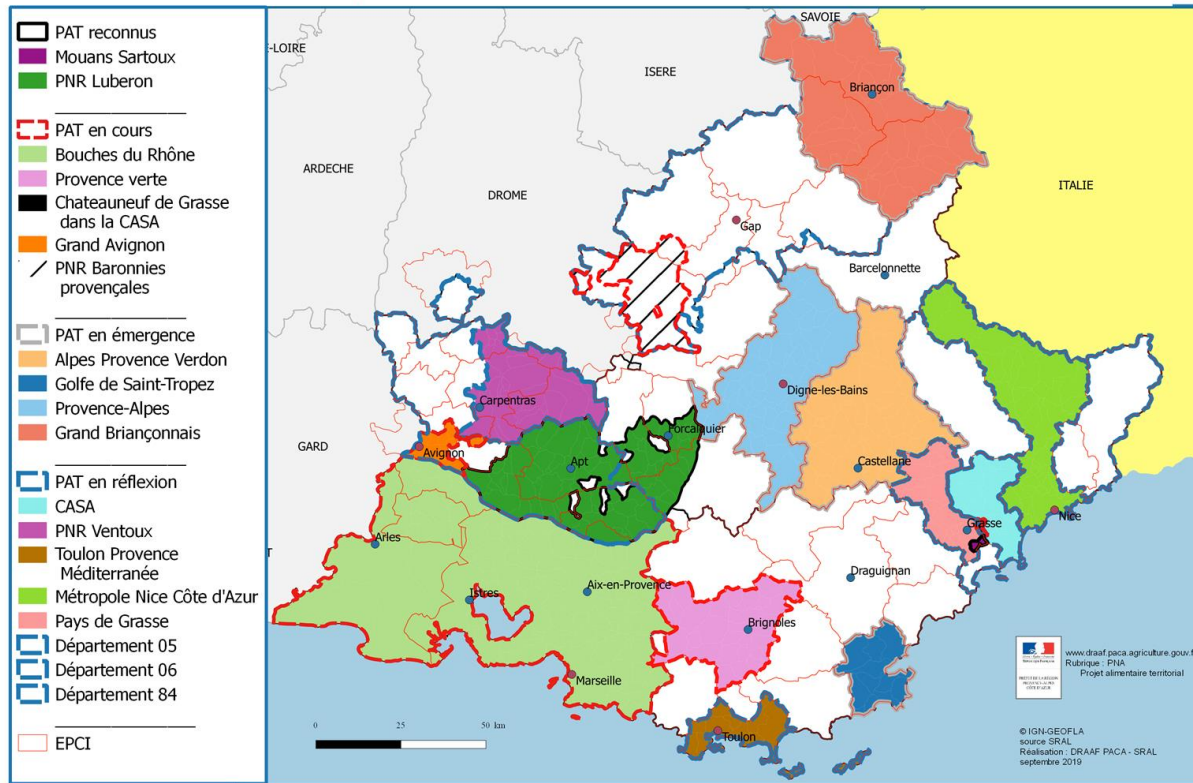 PAT reconnus
Mouans Sartoux
PNR Luberon
PAT en cours
Bouches du Rhône
Provence verte
Chateauneuf de Grasse
dans la CASA
Grand Avignon
PNR Baronnies
provençales
PAT en émergence
Alpes Provence Verdon
Golfe de Saint-Tropez
Provence-Alpes
Grand Briançonnais
PAT en réflexion
CASA
PNR Ventoux
Toulon Provence
Méditerranée
Métropole Nice Côte d'Azur
Pays de Grasse
Département 05
Département 06
Département 84
EPCI
SAVOIE
E-LOIRE
ISERE
Briançon
ARDECHE
DROME
ITALIE
Gap
Barcelonnette
Carpentras
Digne-les-Bains
GARD
Avignon
Forcalquier
Apt
Castellane
Nice
Grasse
Arles
Draguignan
Istres
Aix-en-Provence
Brignoles
Marseille
Toulon
0 25 50 km
www.draaf.paca.agriculture.gouv.f
Rubrique : PNA
Projet alimentaire territorial
© IGN-GEOFLA
source SRAL
Réalisation : DRAAF PACA - SRAL
septembre 2019